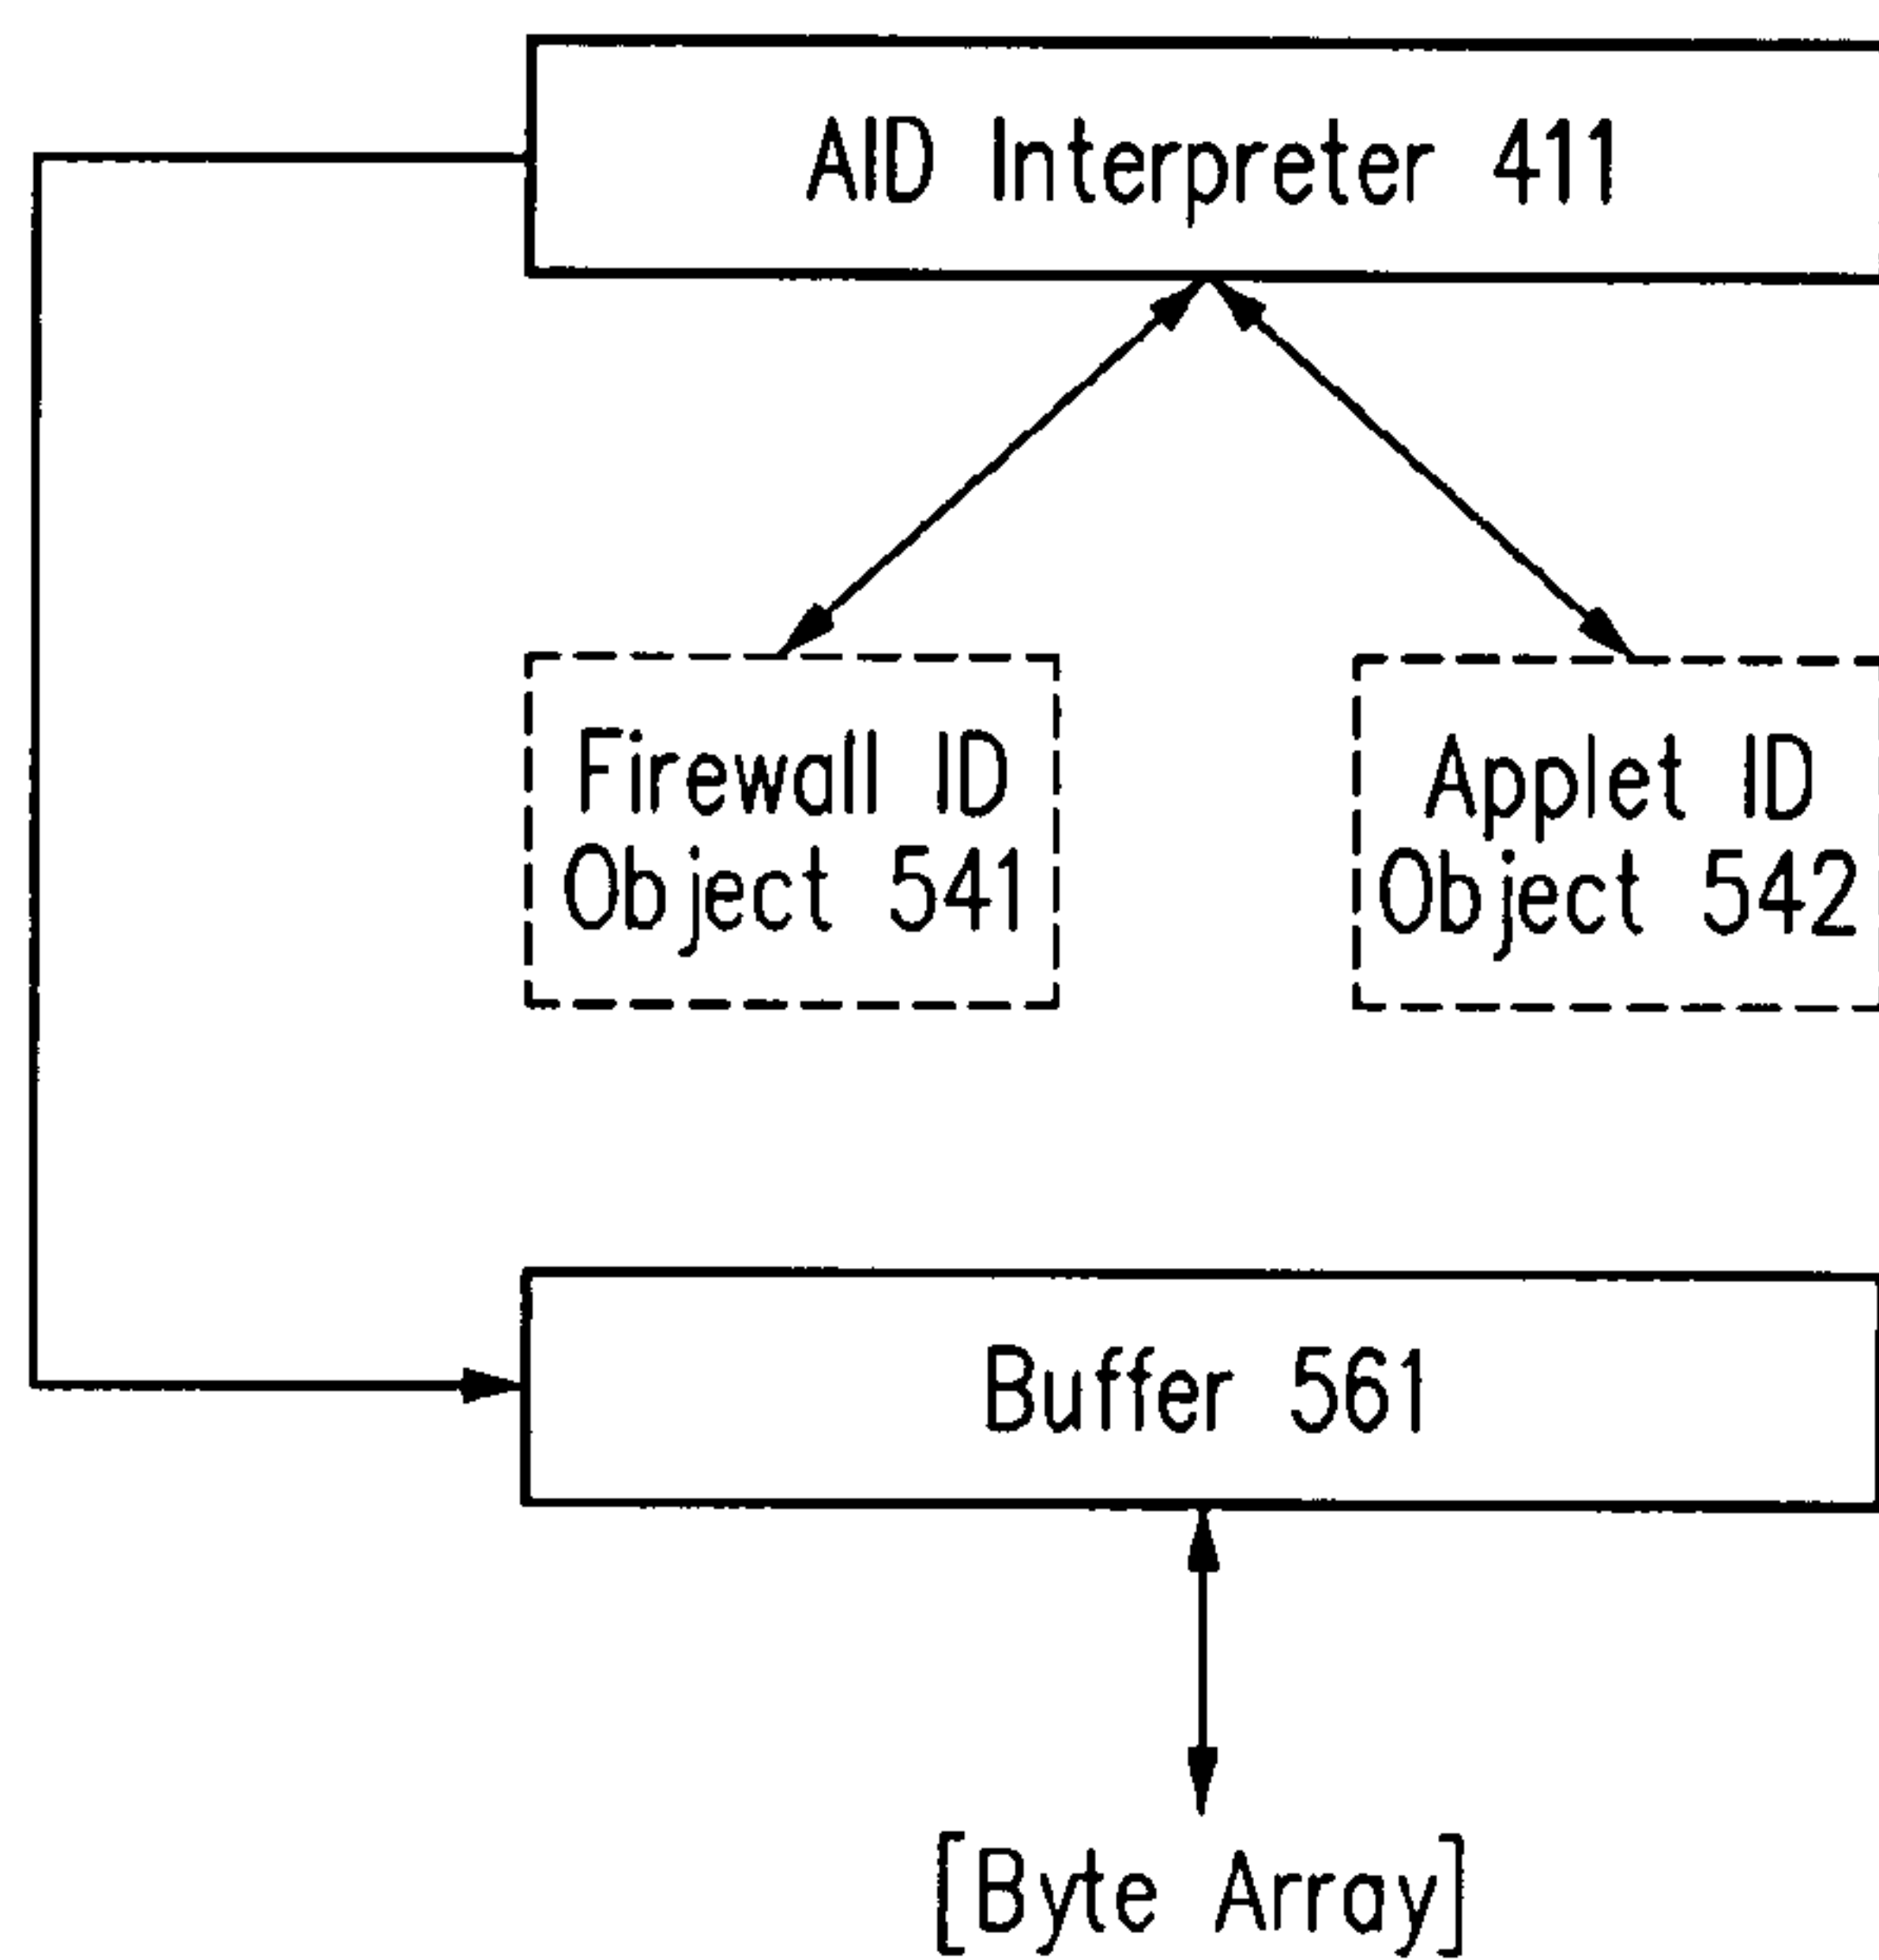 AID Interpreter 411
Firewall ID
Object 541
Applet ID
Object 542
Buffer 561
[Byte Array]